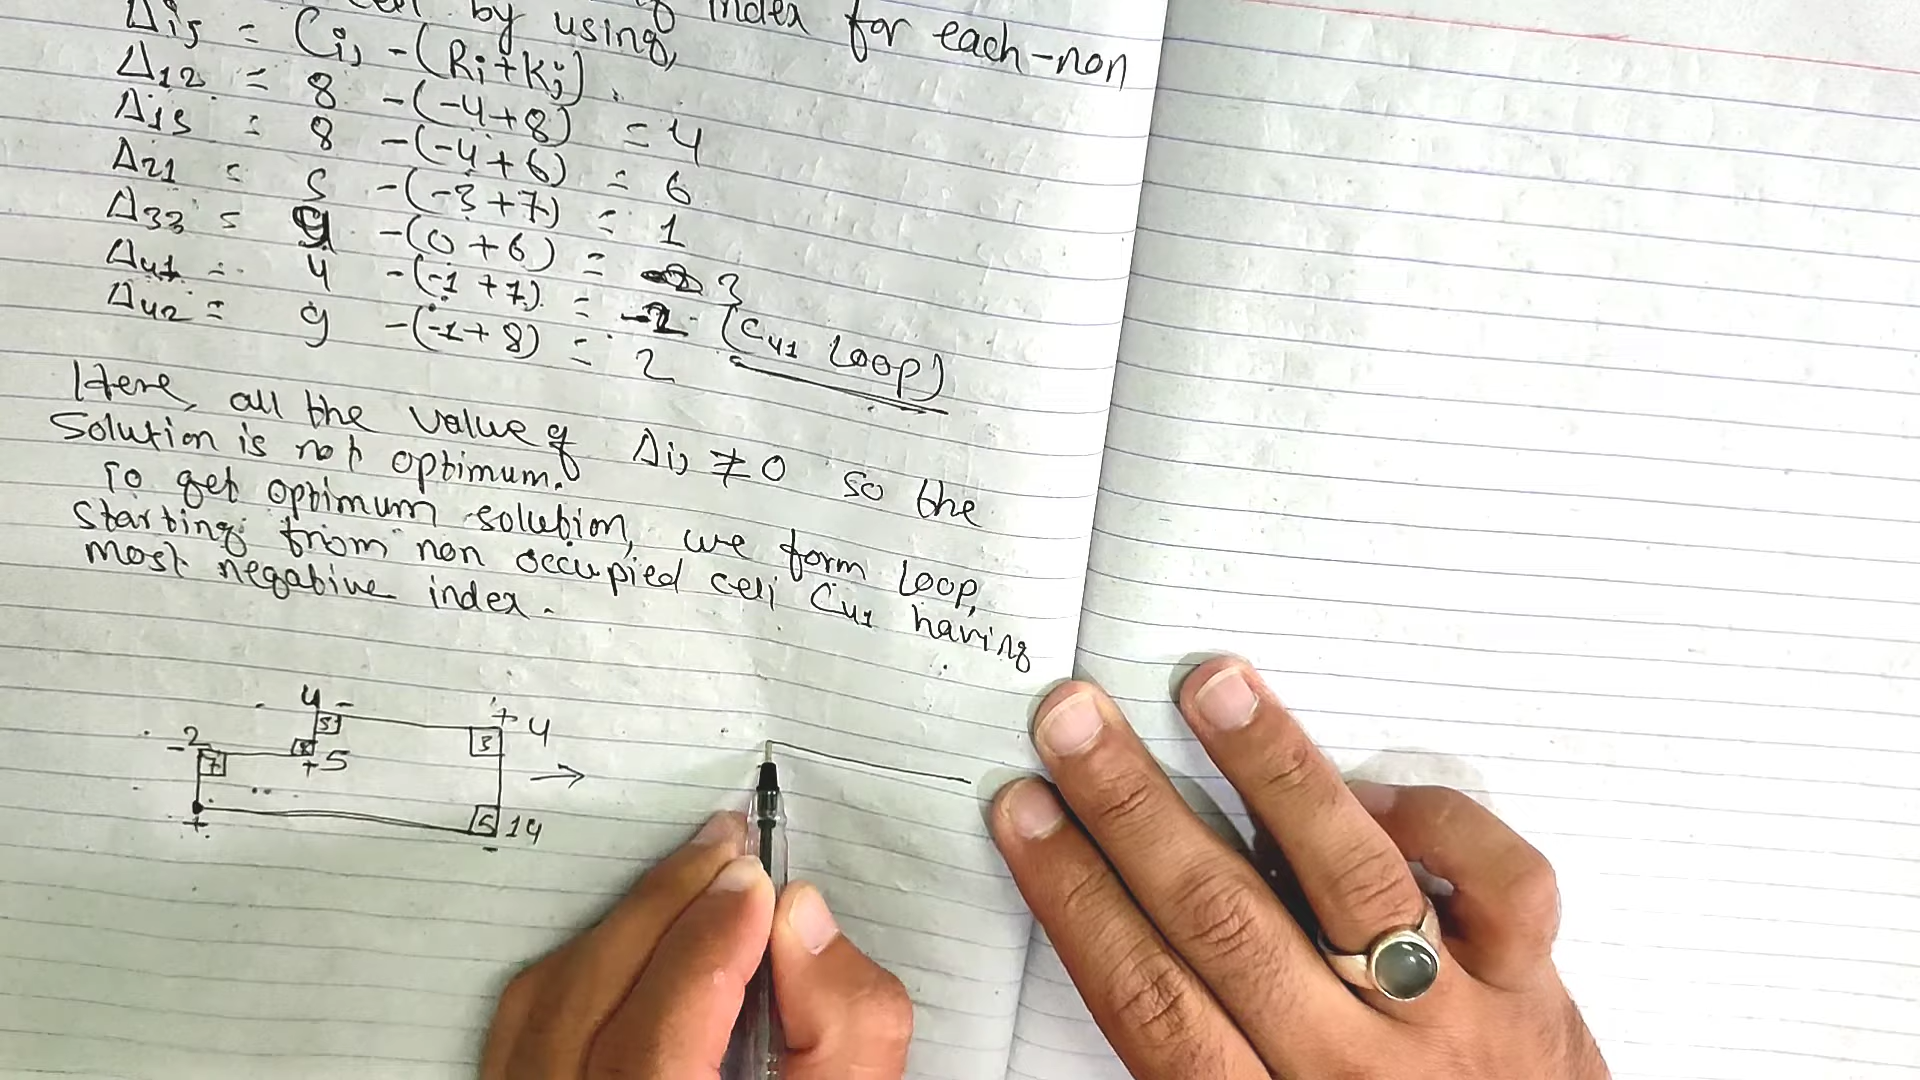 by using, index for each-non
Δij = Cij -(Ri+Kj).
Δ12 = 8 -(-4+8) = 4
Δ13 = 8 -(-4+6) = 6
Δ21 = 5 -(-3+7) = 1
Δ33 = 9 -(0+6) = 3
Δ41 = 4 -(-1+7) = -2 (C41 Loop)
Δ42 = 9 -(-1+8) = 2
Here, all the value of Δij ≠ 0 so the
Solution is not optimum.
To get optimum solution, we form Loop,
Starting from non occupied cell C41 having
most negative index.
4 - 5 + 4 3
-2 7 8 +5 →
+ 5 14 -